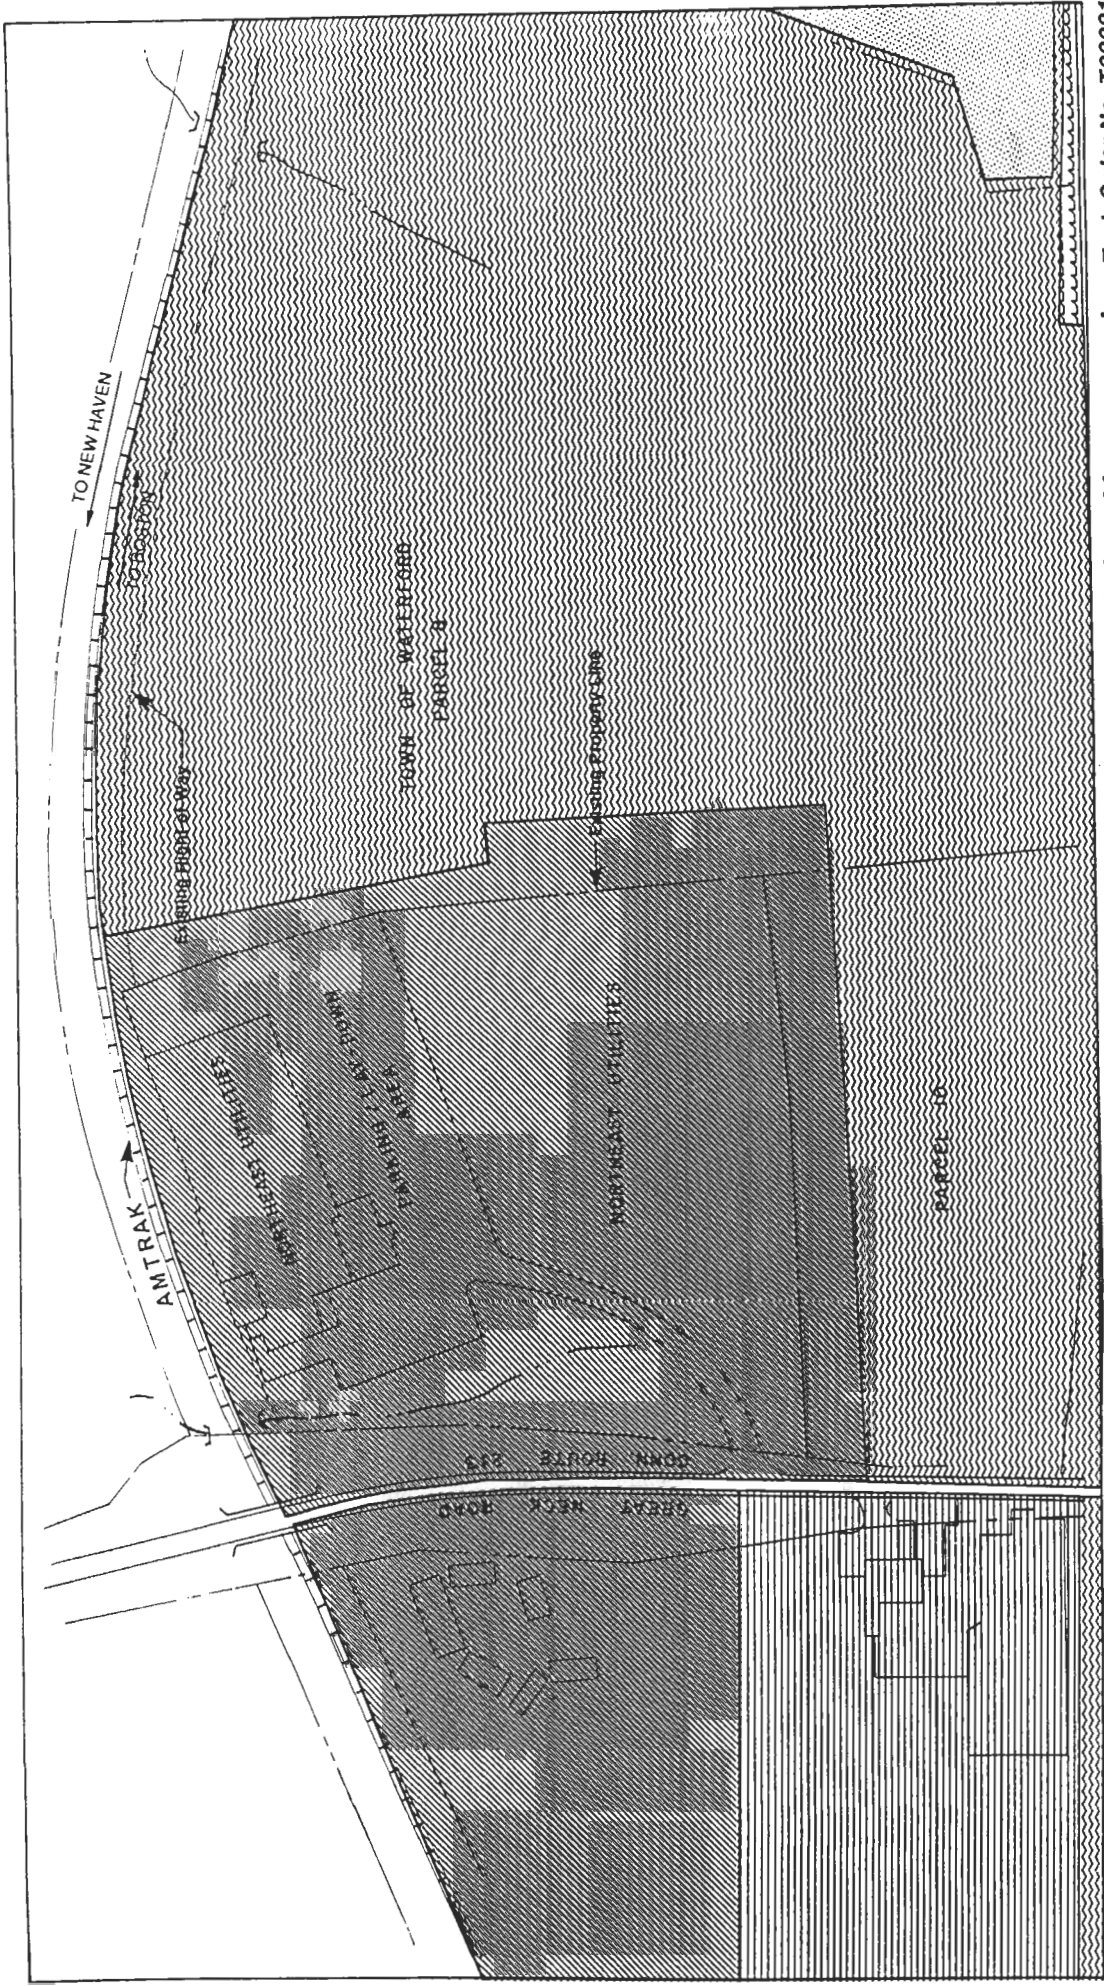 TO NEW HAVEN
TO BOSTON
Existing Right of Way
TOWN OF WATERFORD
PARCEL
Existing Property Line
AMTRAK
NORTHEAST UTILITIES
PARKING / LAY-DOWN
AREA
NORTHEAST UTILITIES
PARCEL 10
CONN ROUTE 213
GREAT NECK ROAD